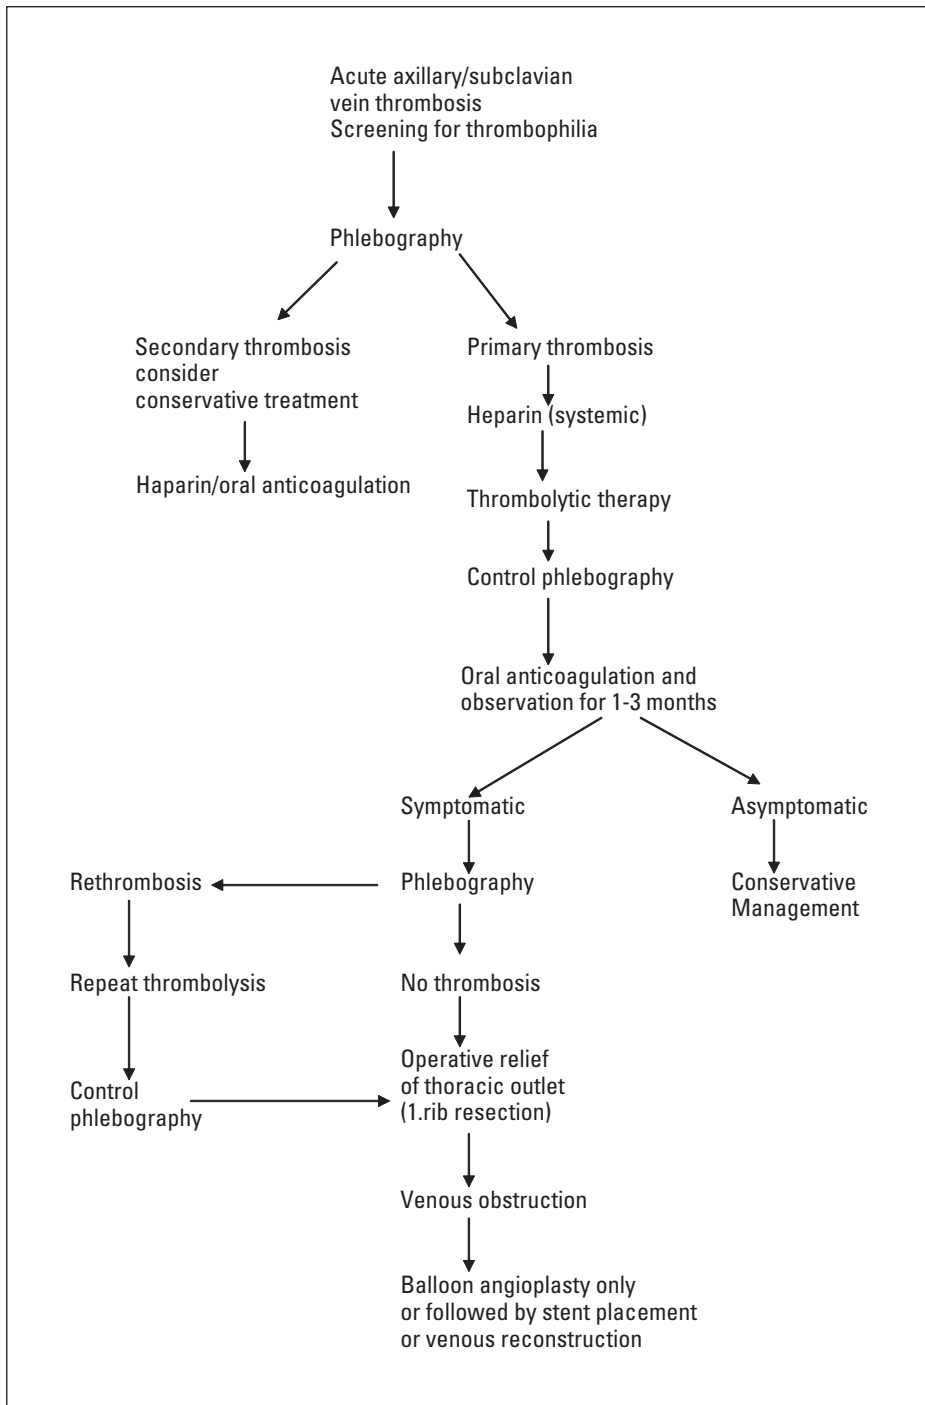 Acute axillary/subclavian
vein thrombosis
Screening for thrombophilia
Phlebography
Secondary thrombosis
consider
conservative treatment
Haparin/oral anticoagulation
Primary thrombosis
Heparin (systemic)
Thrombolytic therapy
Control phlebography
Oral anticoagulation and
observation for 1-3 months
Symptomatic
Asymptomatic
Rethrombosis
Phlebography
Conservative
Management
Repeat thrombolysis
No thrombosis
Control
phlebography
Operative relief
of thoracic outlet
(1.rib resection)
Venous obstruction
Balloon angioplasty only
or followed by stent placement
or venous reconstruction